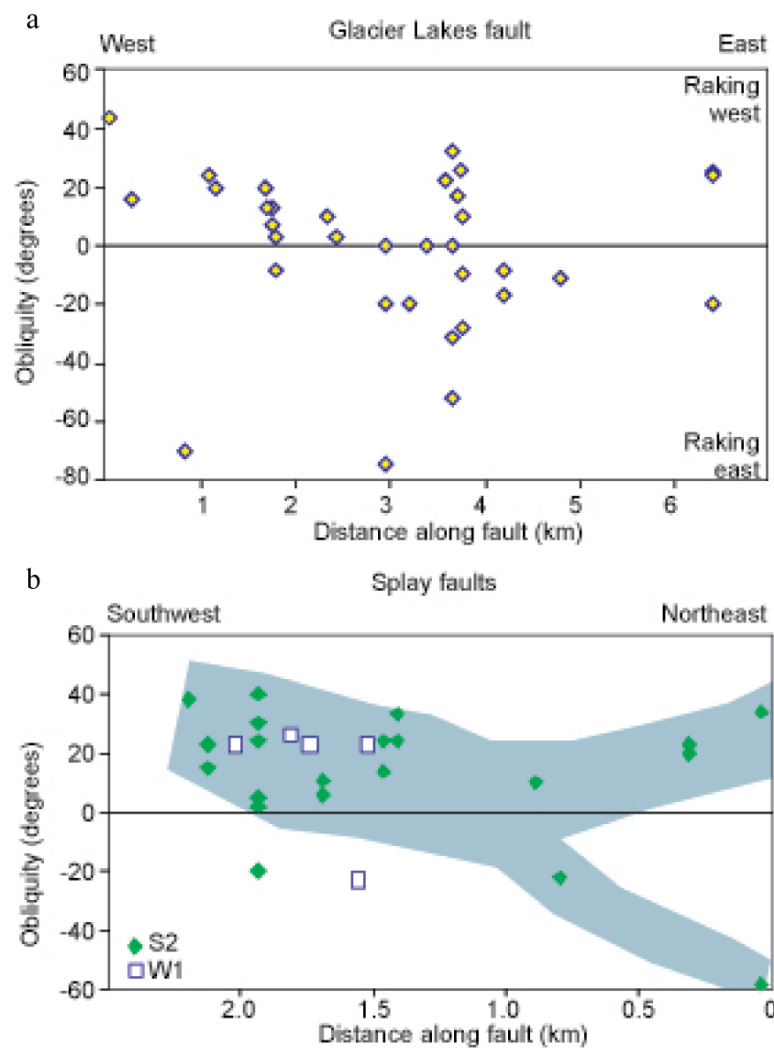 a
Glacier Lakes fault
West
East
60
40
20
0
-20
-40
-60
-80
Obliquity (degrees)
Raking
west
Raking
east
1
2
3
4
5
6
Distance along fault (km)
b
Splay faults
Southwest
Northeast
60
40
20
0
-20
-40
-60
Obliquity (degrees)
S2
W1
2.0
1.5
1.0
0.5
0
Distance along fault (km)